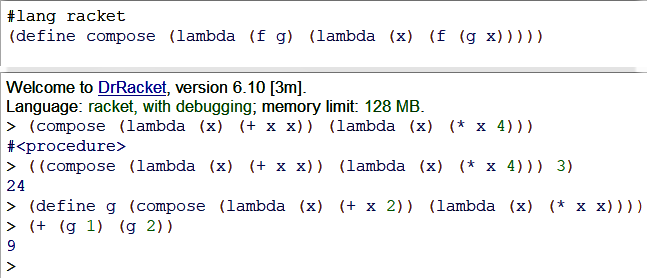 #lang racket
(define compose (lambda (f g) (lambda (x) (f (g x)))))
Welcome to DrRacket, version 6.10 [3m].
Language: racket, with debugging; memory limit: 128 MB.
> (compose (lambda (x) (+ x x)) (lambda (x) (* x 4)))
#<procedure>
> ((compose (lambda (x) (+ x x)) (lambda (x) (* x 4))) 3)
24
> (define g (compose (lambda (x) (+ x 2)) (lambda (x) (* x x))))
> (+ (g 1) (g 2))
9
>